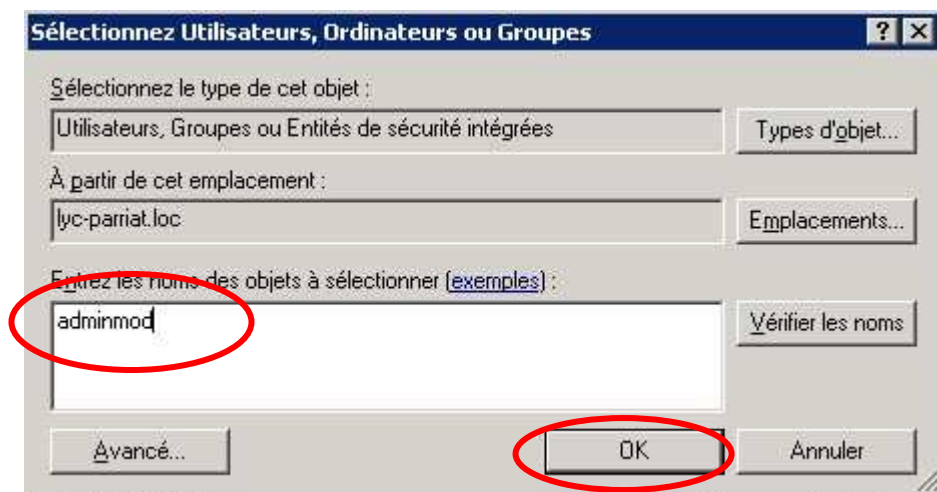 Sélectionnez Utilisateurs, Ordinateurs ou Groupes
Sélectionnez le type de cet objet :
Utilisateurs, Groupes ou Entités de sécurité intégrées
Types d'objet...
À partir de cet emplacement :
lyc-parriat.loc
Emplacements...
Entrez les noms des objets à sélectionner (exemples) :
adminmod
Vérifier les noms
Avancé...
OK
Annuler